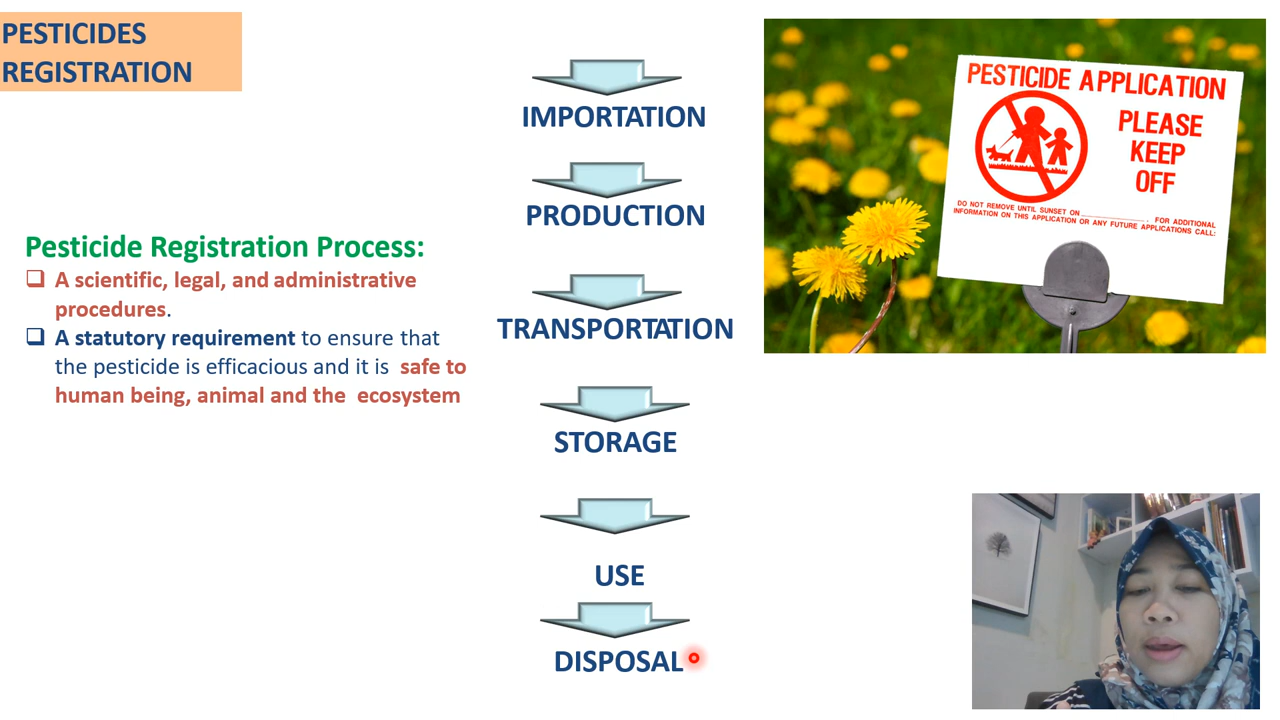 PESTICIDES
REGISTRATION
Pesticide Registration Process:
❑ A scientific, legal, and administrative
procedures.
❑ A statutory requirement to ensure that
the pesticide is efficacious and it is safe to
human being, animal and the ecosystem
IMPORTATION
PRODUCTION
TRANSPORTATION
STORAGE
USE
DISPOSAL
PESTICIDE APPLICATION
PLEASE
KEEP
OFF
DO NOT REMOVE UNTIL SUNSET ON ____________. FOR ADDITIONAL
INFORMATION ON THIS APPLICATION OR ANY FUTURE APPLICATIONS CALL: